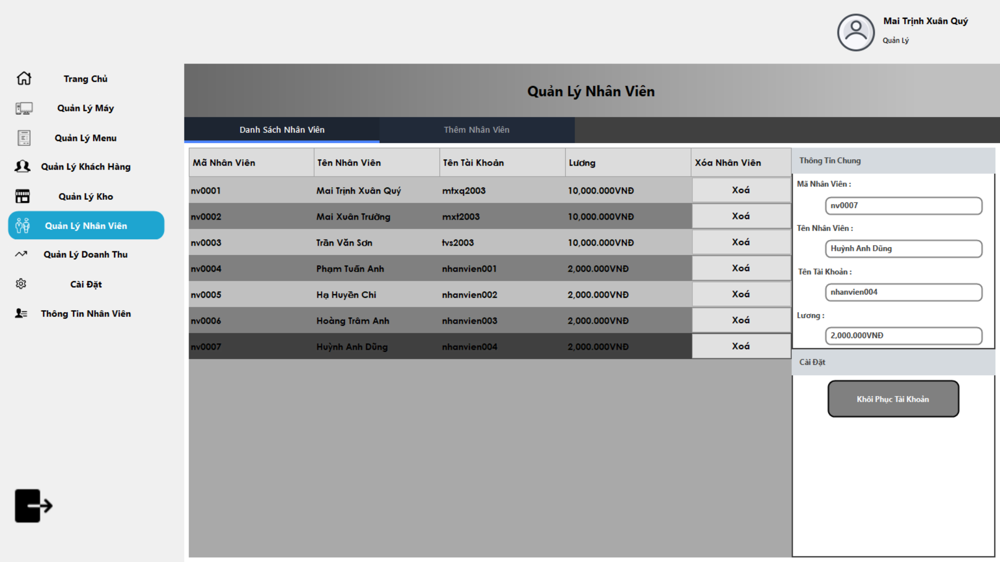 Mai Trịnh Xuân Quý
Quản Lý
Trang Chủ
Quản Lý Máy
Quản Lý Menu
Quản Lý Khách Hàng
Quản Lý Kho
Quản Lý Nhân Viên
Quản Lý Doanh Thu
Cài Đặt
Thông Tin Nhân Viên
Quản Lý Nhân Viên
Danh Sách Nhân Viên Thêm Nhân Viên
Mã Nhân Viên Tên Nhân Viên Tên Tài Khoản Lương Xóa Nhân Viên
nv0001 Mai Trịnh Xuân Quý mtxq2003 10,000.000VNĐ Xoá
nv0002 Mai Xuân Trường mxt2003 10,000.000VNĐ Xoá
nv0003 Trần Văn Sơn tvs2003 10,000.000VNĐ Xoá
nv0004 Phạm Tuấn Anh nhanvien001 2,000.000VNĐ Xoá
nv0005 Hạ Huyền Chi nhanvien002 2,000.000VNĐ Xoá
nv0006 Hoàng Trâm Anh nhanvien003 2,000.000VNĐ Xoá
nv0007 Huỳnh Anh Dũng nhanvien004 2,000.000VNĐ Xoá
Thông Tin Chung
Mã Nhân Viên :
nv0007
Tên Nhân Viên :
Huỳnh Anh Dũng
Tên Tài Khoản :
nhanvien004
Lương :
2,000.000VNĐ
Cài Đặt
Khôi Phục Tài Khoản